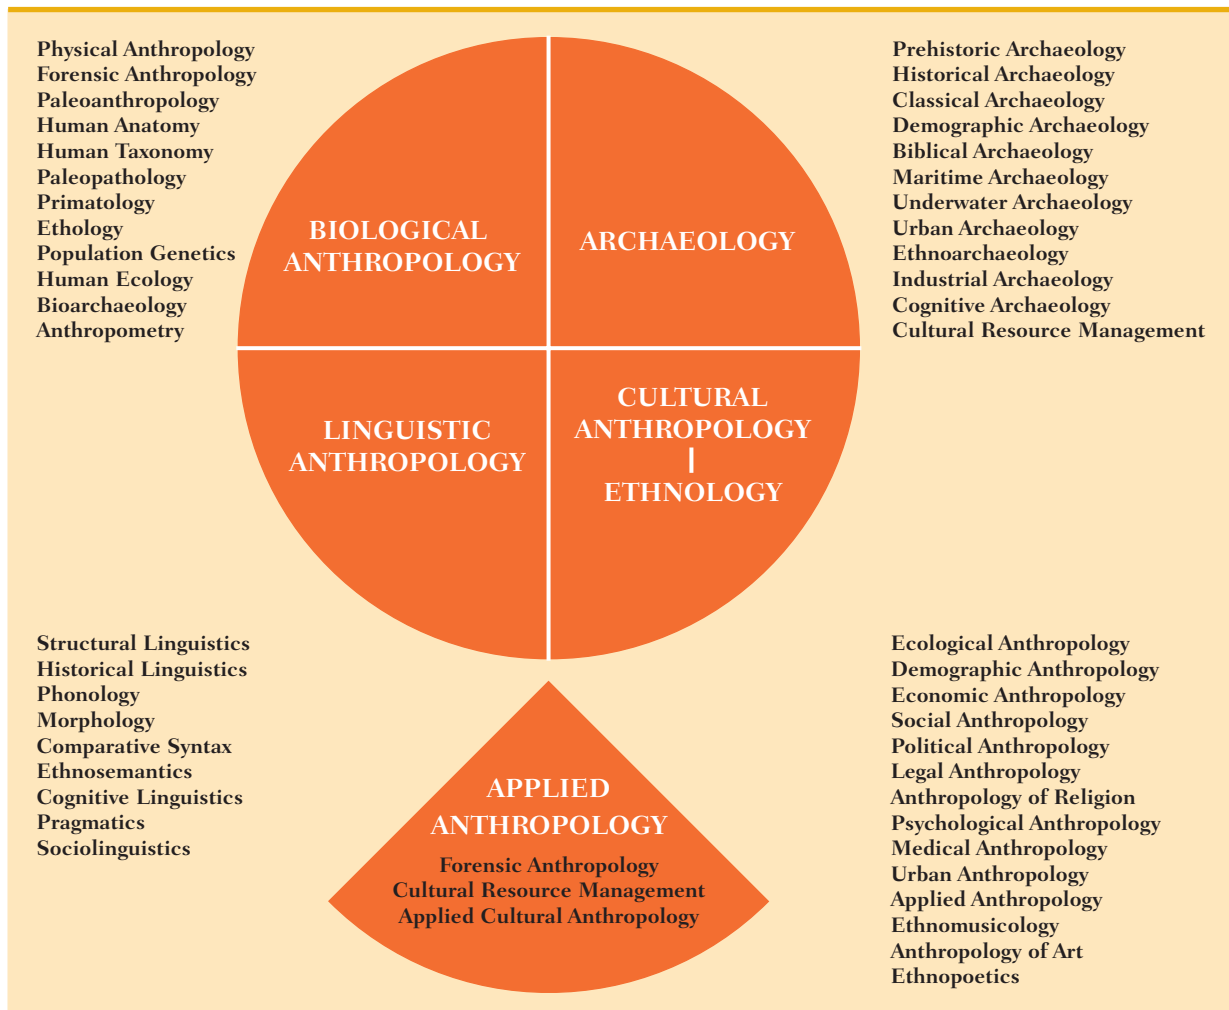 Physical Anthropology
Forensic Anthropology
Paleoanthropology
Human Anatomy
Human Taxonomy
Paleopathology
Primatology
Ethology
Population Genetics
Human Ecology
Bioarchaeology
Anthropometry
BIOLOGICAL
ANTHROPOLOGY
ARCHAEOLOGY
Prehistoric Archaeology
Historical Archaeology
Classical Archaeology
Demographic Archaeology
Biblical Archaeology
Maritime Archaeology
Underwater Archaeology
Urban Archaeology
Ethnoarchaeology
Industrial Archaeology
Cognitive Archaeology
Cultural Resource Management
LINGUISTIC
ANTHROPOLOGY
CULTURAL
ANTHROPOLOGY
ETHNOLOGY
Structural Linguistics
Historical Linguistics
Phonology
Morphology
Comparative Syntax
Ethnosemantics
Cognitive Linguistics
Pragmatics
Sociolinguistics
APPLIED
ANTHROPOLOGY
Forensic Anthropology
Cultural Resource Management
Applied Cultural Anthropology
Ecological Anthropology
Demographic Anthropology
Economic Anthropology
Social Anthropology
Political Anthropology
Legal Anthropology
Anthropology of Religion
Psychological Anthropology
Medical Anthropology
Urban Anthropology
Applied Anthropology
Ethnomusicology
Anthropology of Art
Ethnopoetics